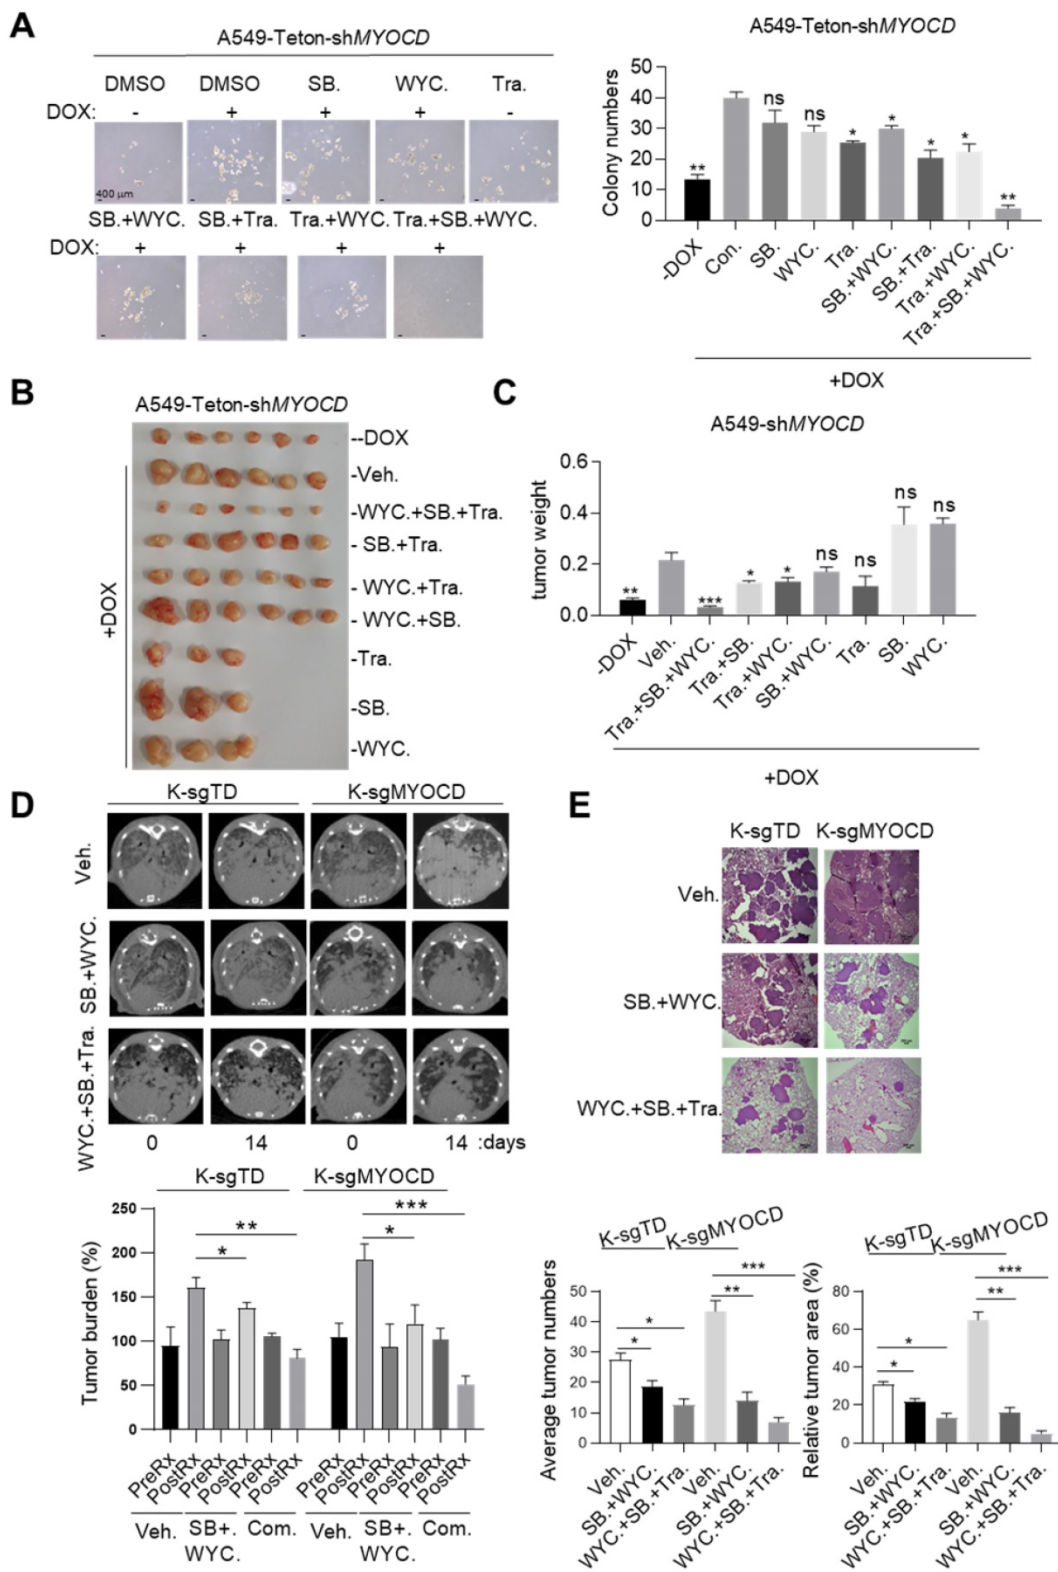 A
A549-Teton-shMYOCD
DMSO DMSO SB. WYC. Tra.
DOX: - + + + -
400 μm
SB.+WYC. SB.+Tra. Tra.+WYC. Tra.+SB.+WYC.
DOX: + + + +
A549-Teton-shMYOCD
Colony numbers
50
40
30
20
10
0
** ns ns * * * * **
-DOX Con. SB. WYC. Tra. SB.+WYC. SB.+Tra. Tra.+WYC. Tra.+SB.+WYC.
+DOX
B
A549-Teton-shMYOCD
--DOX
-Veh.
-WYC.+SB.+Tra.
- SB.+Tra.
- WYC.+Tra.
- WYC.+SB.
-Tra.
-SB.
-WYC.
+DOX
C
A549-shMYOCD
tumor weight
0.6
0.4
0.2
0.0
** *** * * ns ns ns ns
-DOX Veh. Tra.+SB.+WYC. Tra.+SB. Tra.+WYC. SB.+WYC. Tra. SB. WYC.
+DOX
D
K-sgTD K-sgMYOCD
Veh.
SB.+WYC.
WYC.+SB.+Tra.
0 14 0 14 :days
K-sgTD K-sgMYOCD
Tumor burden (%)
250
200
150
100
50
0
** * *** *
PreRx PostRx PreRx PostRx PreRx PostRx PreRx PostRx PreRx PostRx PreRx PostRx
Veh. SB+. Com. Veh. SB+. Com.
WYC. WYC.
E
K-sgTD K-sgMYOCD
Veh.
SB.+WYC.
WYC.+SB.+Tra.
K-sgTD K-sgMYOCD
Average tumor numbers
50
40
30
20
10
0
* * *** **
Veh. SB.+WYC. WYC.+SB.+Tra. Veh. SB.+WYC. WYC.+SB.+Tra.
K-sgTD K-sgMYOCD
Relative tumor area (%)
80
60
40
20
0
* * *** **
Veh. SB.+WYC. WYC.+SB.+Tra. Veh. SB.+WYC. WYC.+SB.+Tra.